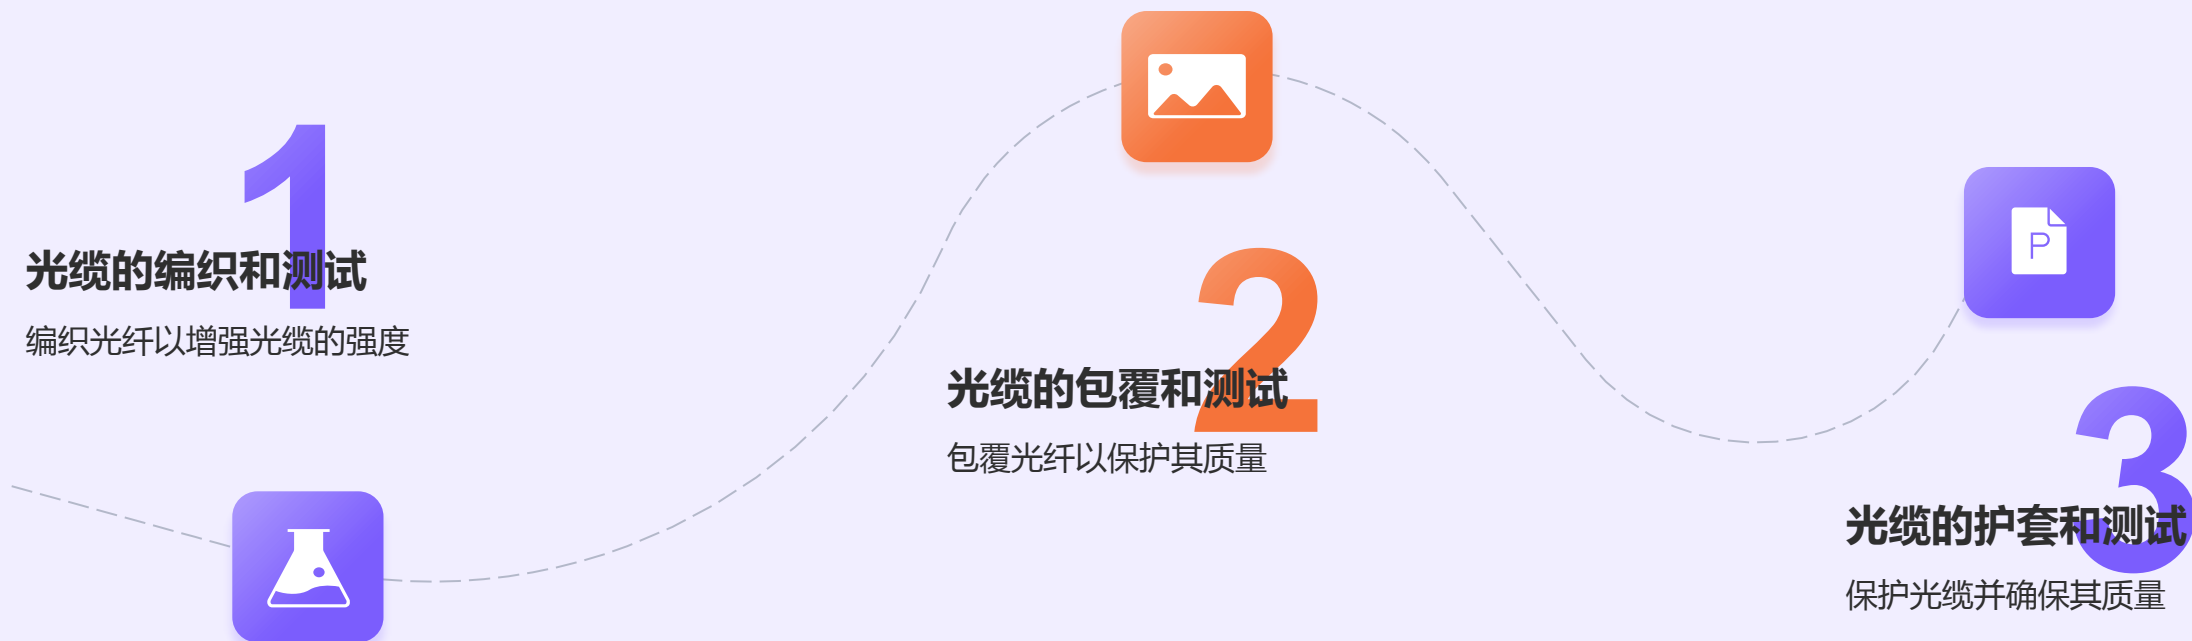 1
光缆的编织和测试
编织光纤以增强光缆的强度
2
光缆的包覆和测试
包覆光纤以保护其质量
P
3
光缆的护套和测试
保护光缆并确保其质量